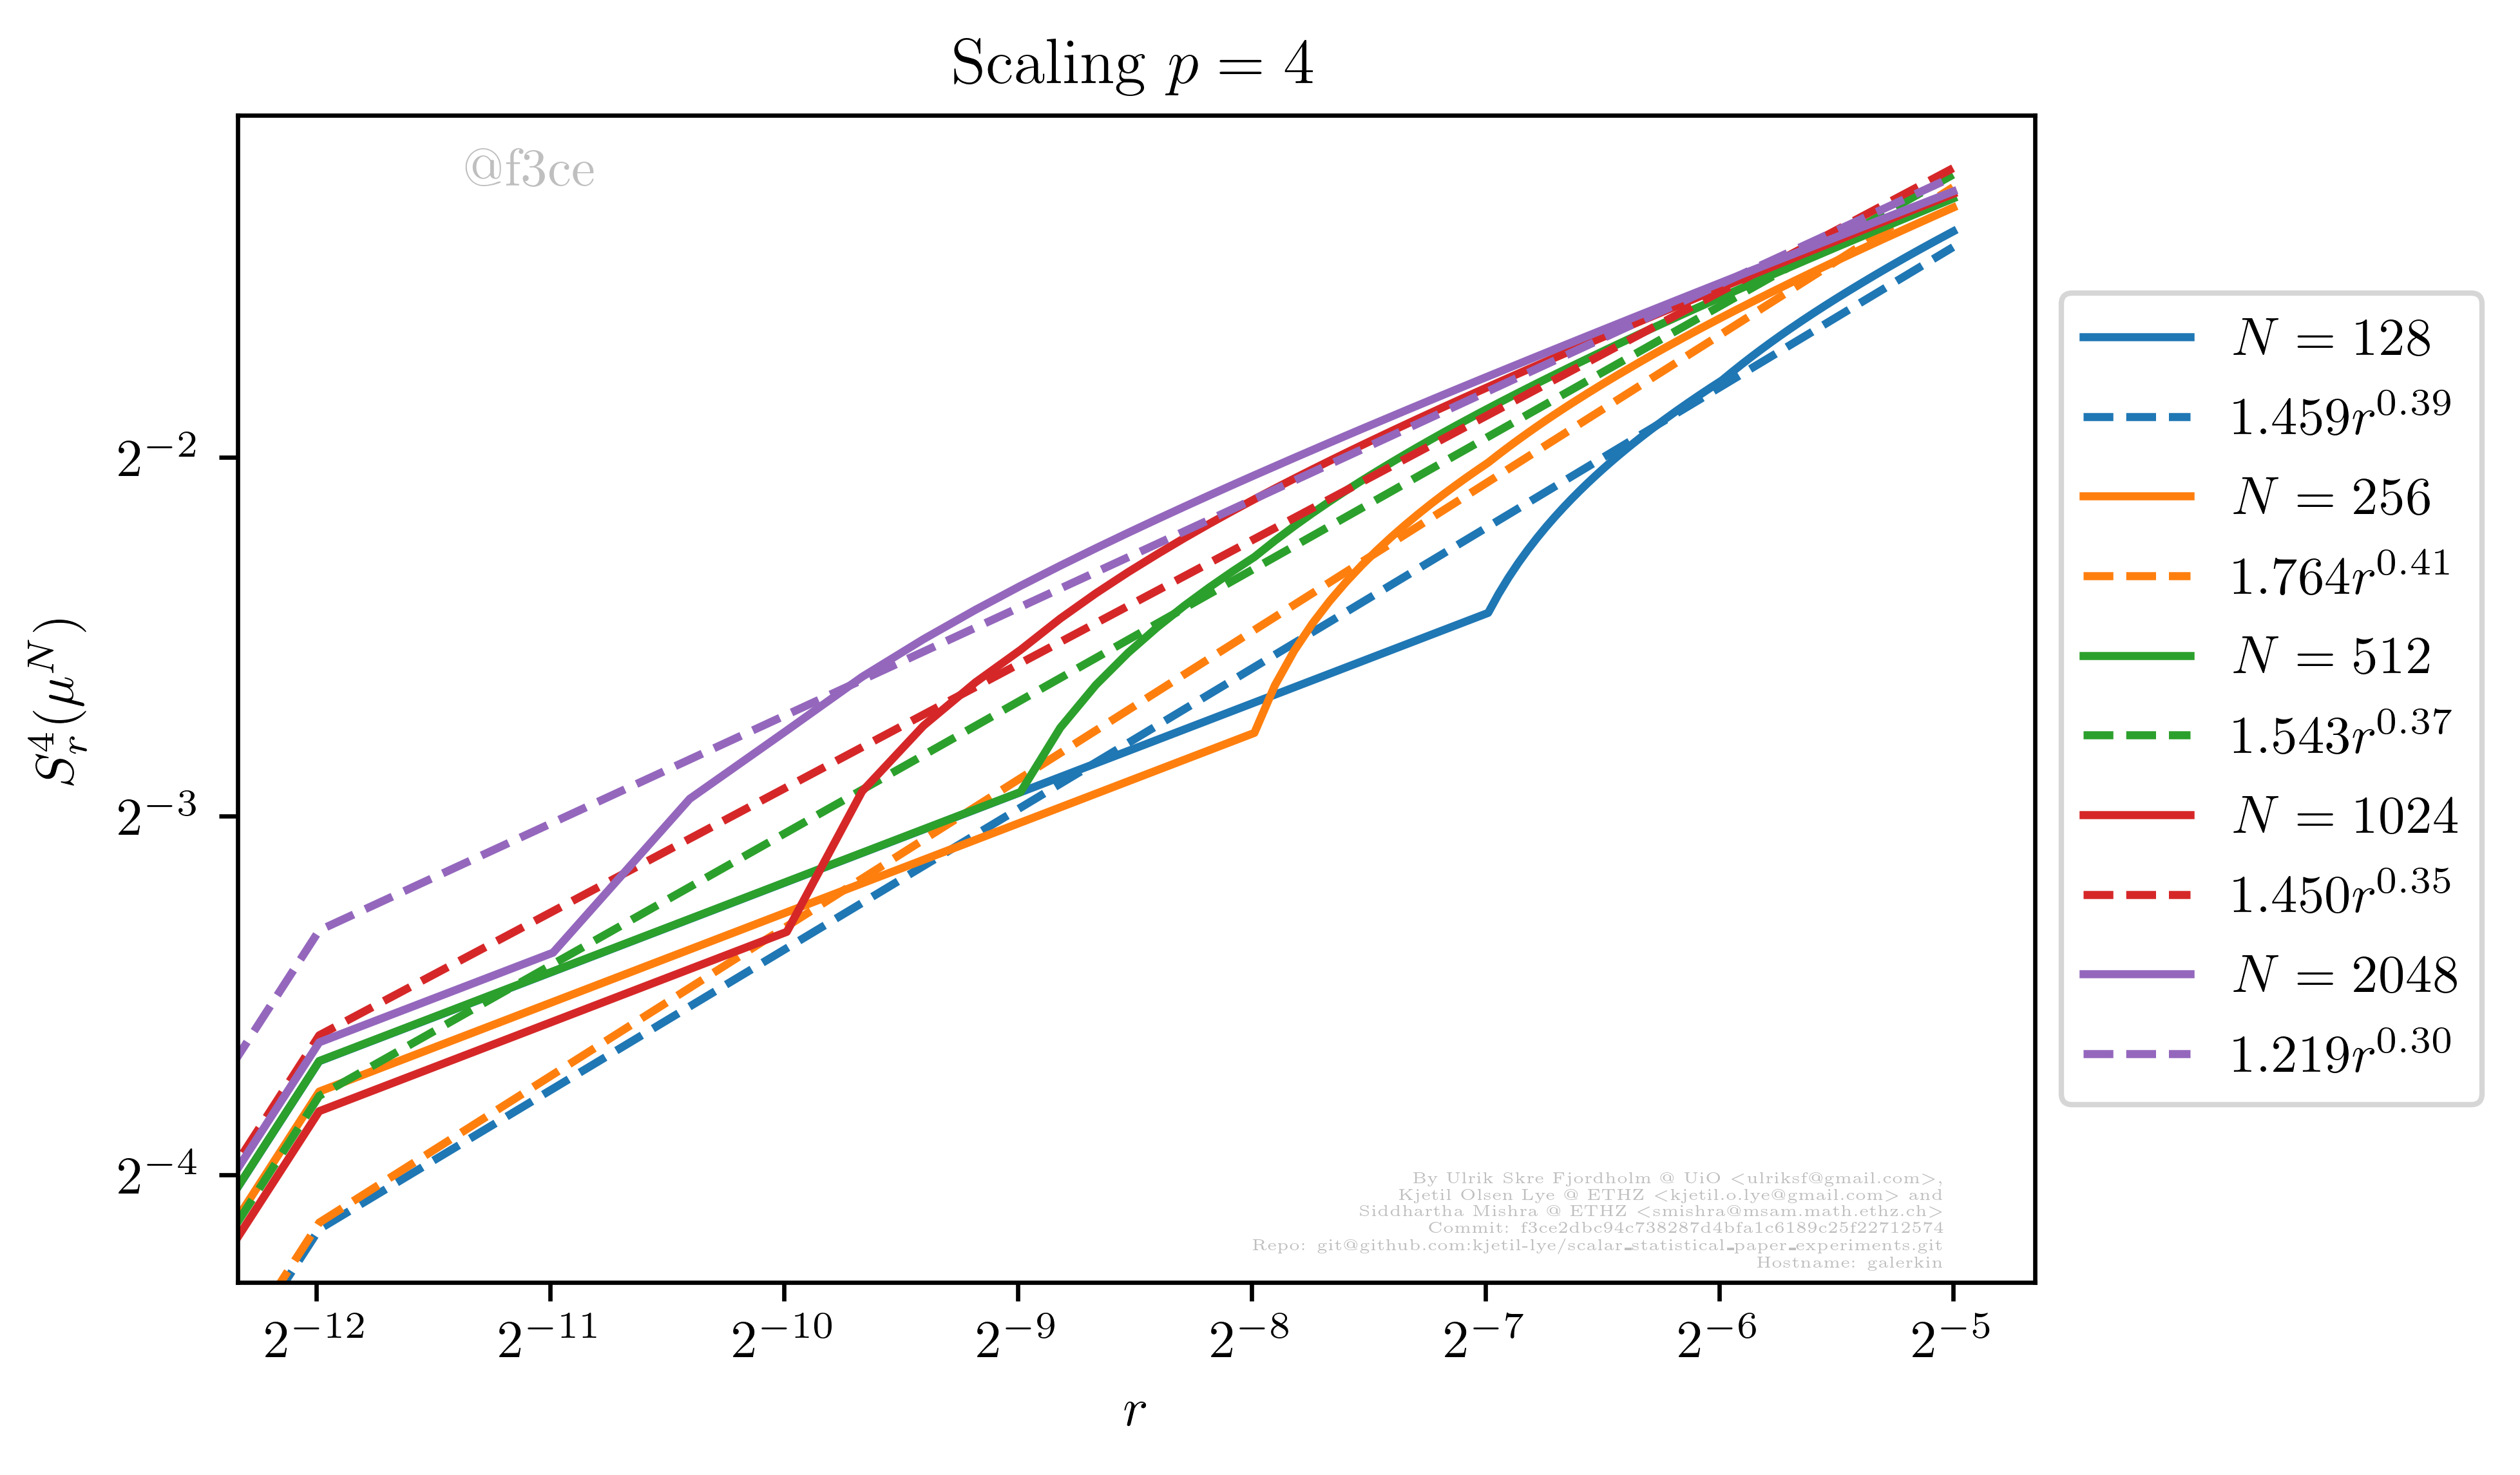 Scaling p = 4
@f3ce
S_r^4(μ^N)
2^{-2}
2^{-3}
2^{-4}
2^{-12} 2^{-11} 2^{-10} 2^{-9} 2^{-8} 2^{-7} 2^{-6} 2^{-5}
r
N = 128
1.459r^{0.39}
N = 256
1.764r^{0.41}
N = 512
1.543r^{0.37}
N = 1024
1.450r^{0.35}
N = 2048
1.219r^{0.30}
By Ulrik Skre Fjordholm @ UiO <ulriksf@gmail.com>,
Kjetil Olsen Lye @ ETHZ <kjetil.o.lye@gmail.com> and
Siddhartha Mishra @ ETHZ <smishra@msam.math.ethz.ch>
Commit: f3ce2dbc94c738287d4bfa1c6189c25f22712574
Repo: git@github.com:kjetil-lye/scalar_statistical_paper_experiments.git
Hostname: galerkin